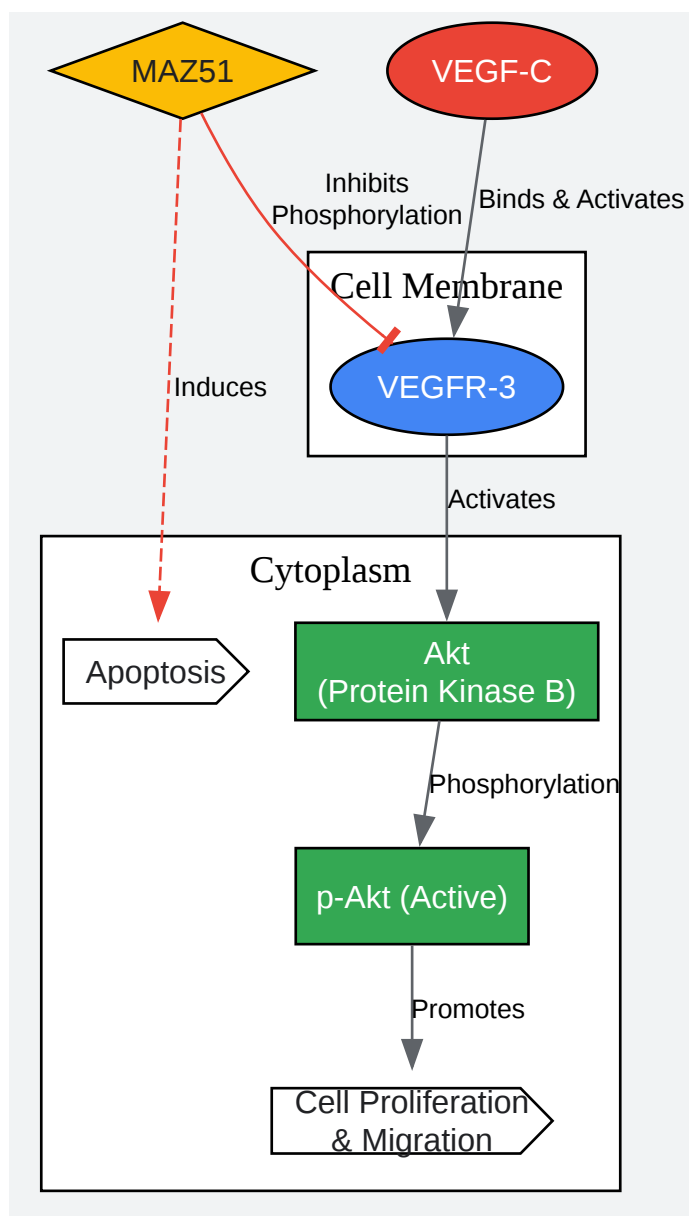 MAZ51
VEGF-C
Inhibits
Phosphorylation
Binds & Activates
Cell Membrane
VEGFR-3
Induces
Activates
Cytoplasm
Apoptosis
Akt
(Protein Kinase B)
Phosphorylation
p-Akt (Active)
Promotes
Cell Proliferation
& Migration